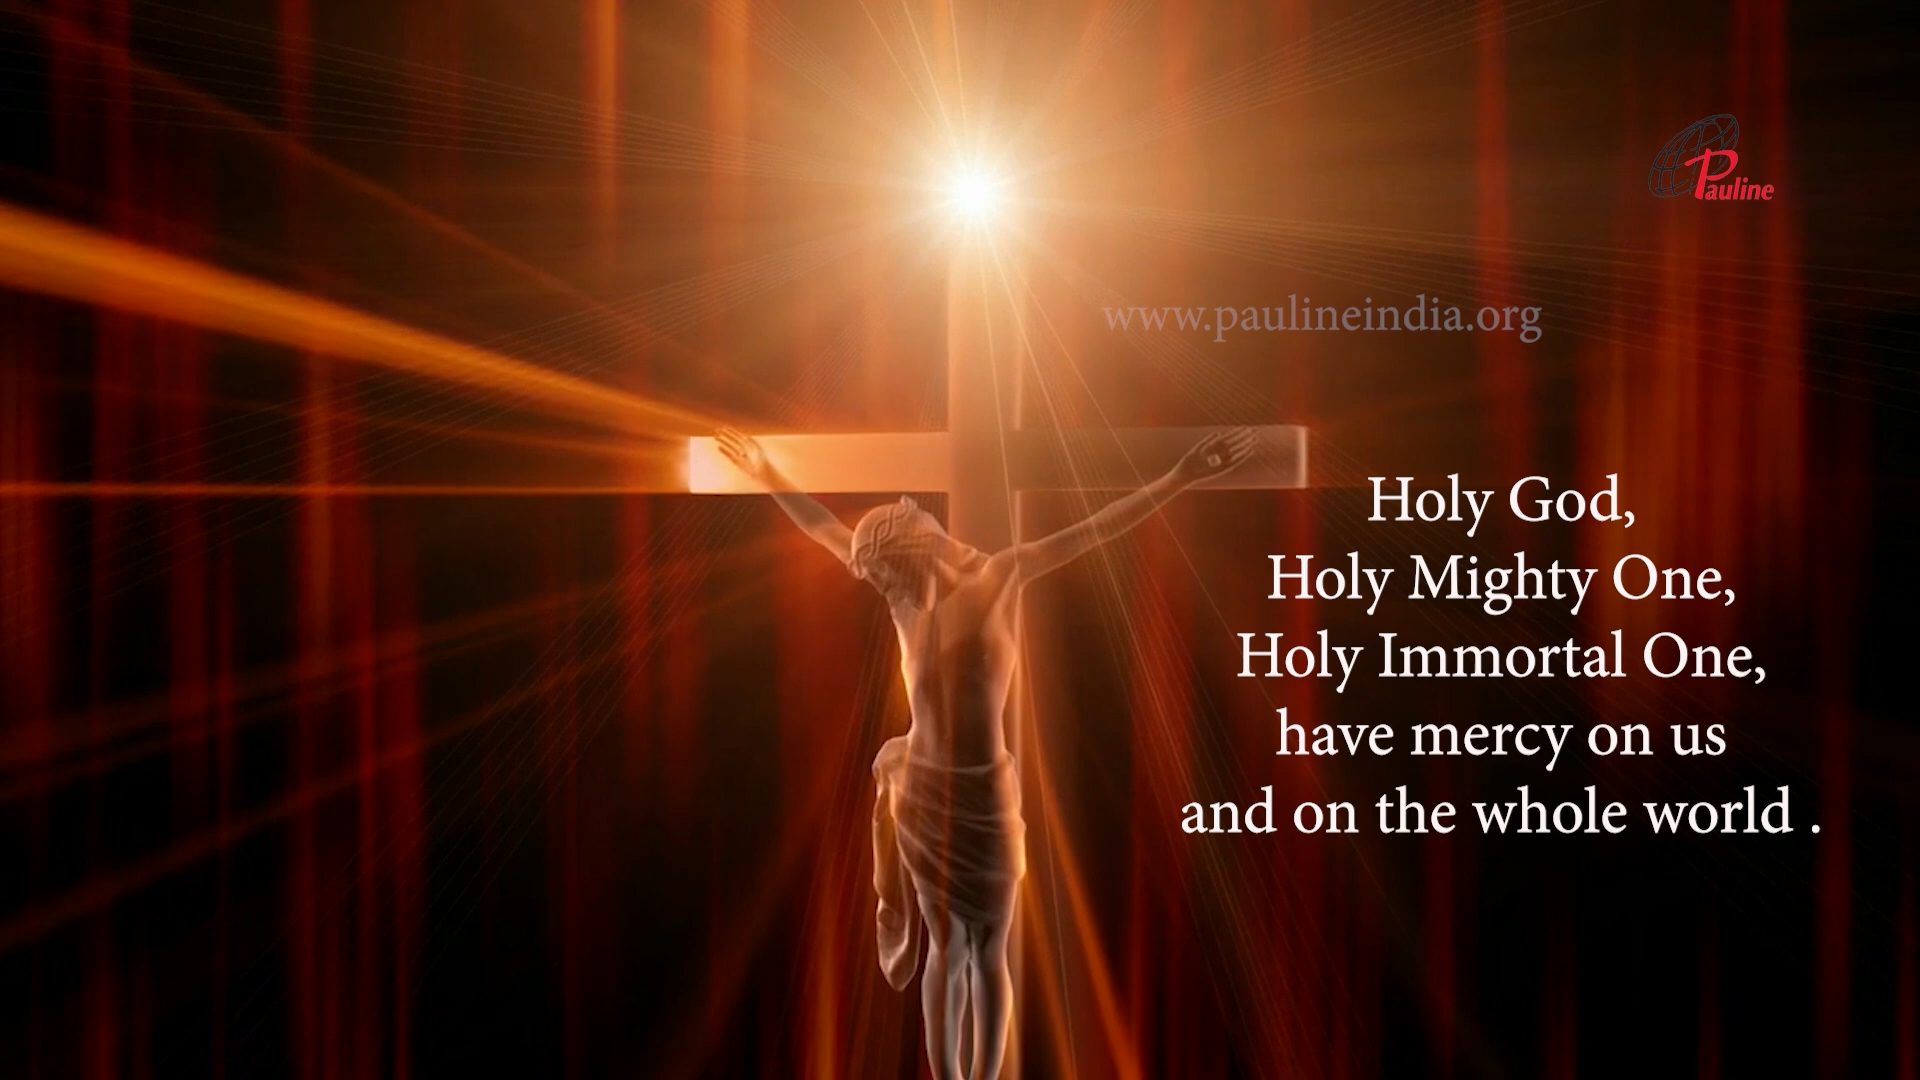 Pauline
www.paulineindia.org
Holy God,
Holy Mighty One,
Holy Immortal One,
have mercy on us
and on the whole world .